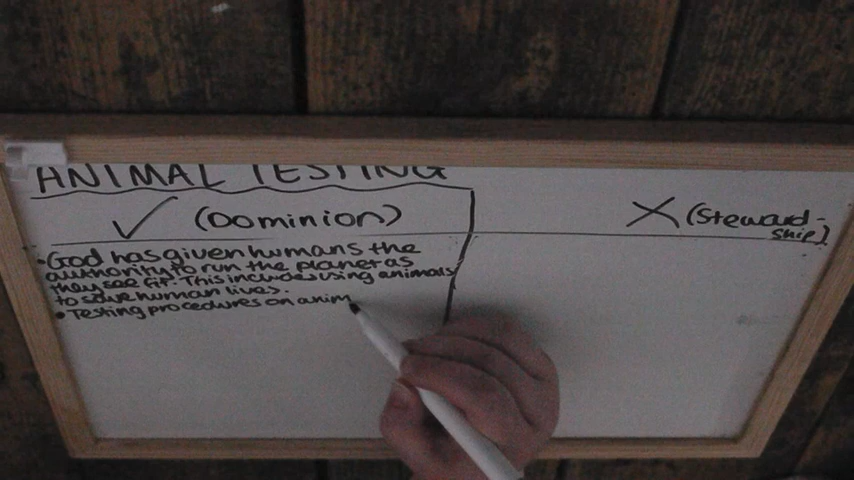 ANIMAL TESTING
✓ (Dominion)
X (Steward-
ship)
•God has given humans the
authority to run the planet as
they see fit. This includes using animals
to solve human lives.
• Testing procedures on anim